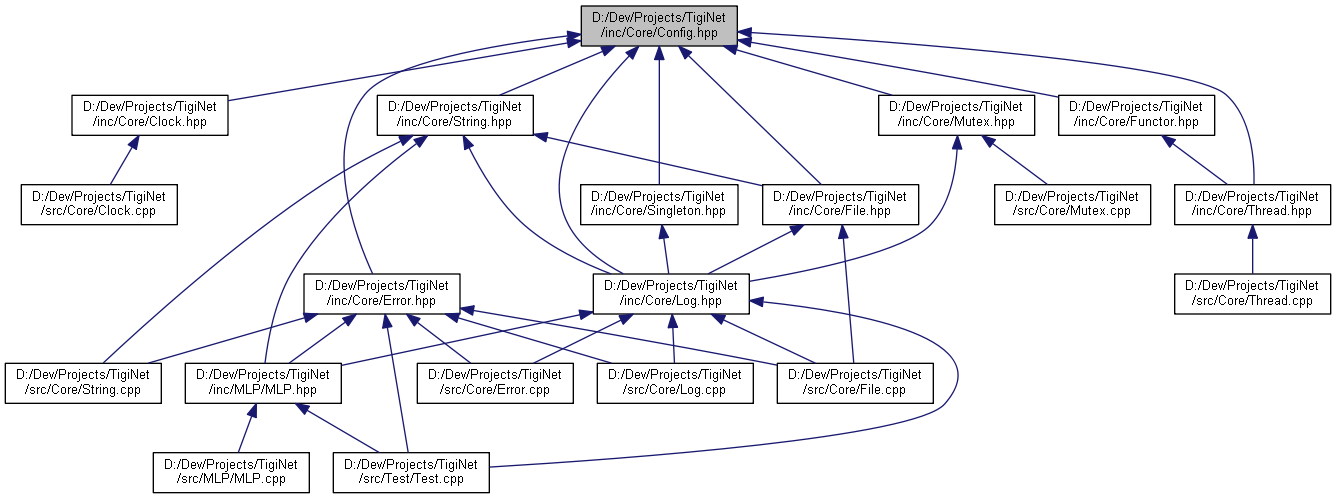 D:/Dev/Projects/TigiNet
/inc/Core/Config.hpp
D:/Dev/Projects/TigiNet
/inc/Core/Clock.hpp
D:/Dev/Projects/TigiNet
/inc/Core/String.hpp
D:/Dev/Projects/TigiNet
/inc/Core/Mutex.hpp
D:/Dev/Projects/TigiNet
/inc/Core/Functor.hpp
D:/Dev/Projects/TigiNet
/src/Core/Clock.cpp
D:/Dev/Projects/TigiNet
/inc/Core/Singleton.hpp
D:/Dev/Projects/TigiNet
/inc/Core/File.hpp
D:/Dev/Projects/TigiNet
/src/Core/Mutex.cpp
D:/Dev/Projects/TigiNet
/inc/Core/Thread.hpp
D:/Dev/Projects/TigiNet
/inc/Core/Error.hpp
D:/Dev/Projects/TigiNet
/inc/Core/Log.hpp
D:/Dev/Projects/TigiNet
/src/Core/Thread.cpp
D:/Dev/Projects/TigiNet
/src/Core/String.cpp
D:/Dev/Projects/TigiNet
/inc/MLP/MLP.hpp
D:/Dev/Projects/TigiNet
/src/Core/Error.cpp
D:/Dev/Projects/TigiNet
/src/Core/Log.cpp
D:/Dev/Projects/TigiNet
/src/Core/File.cpp
D:/Dev/Projects/TigiNet
/src/MLP/MLP.cpp
D:/Dev/Projects/TigiNet
/src/Test/Test.cpp